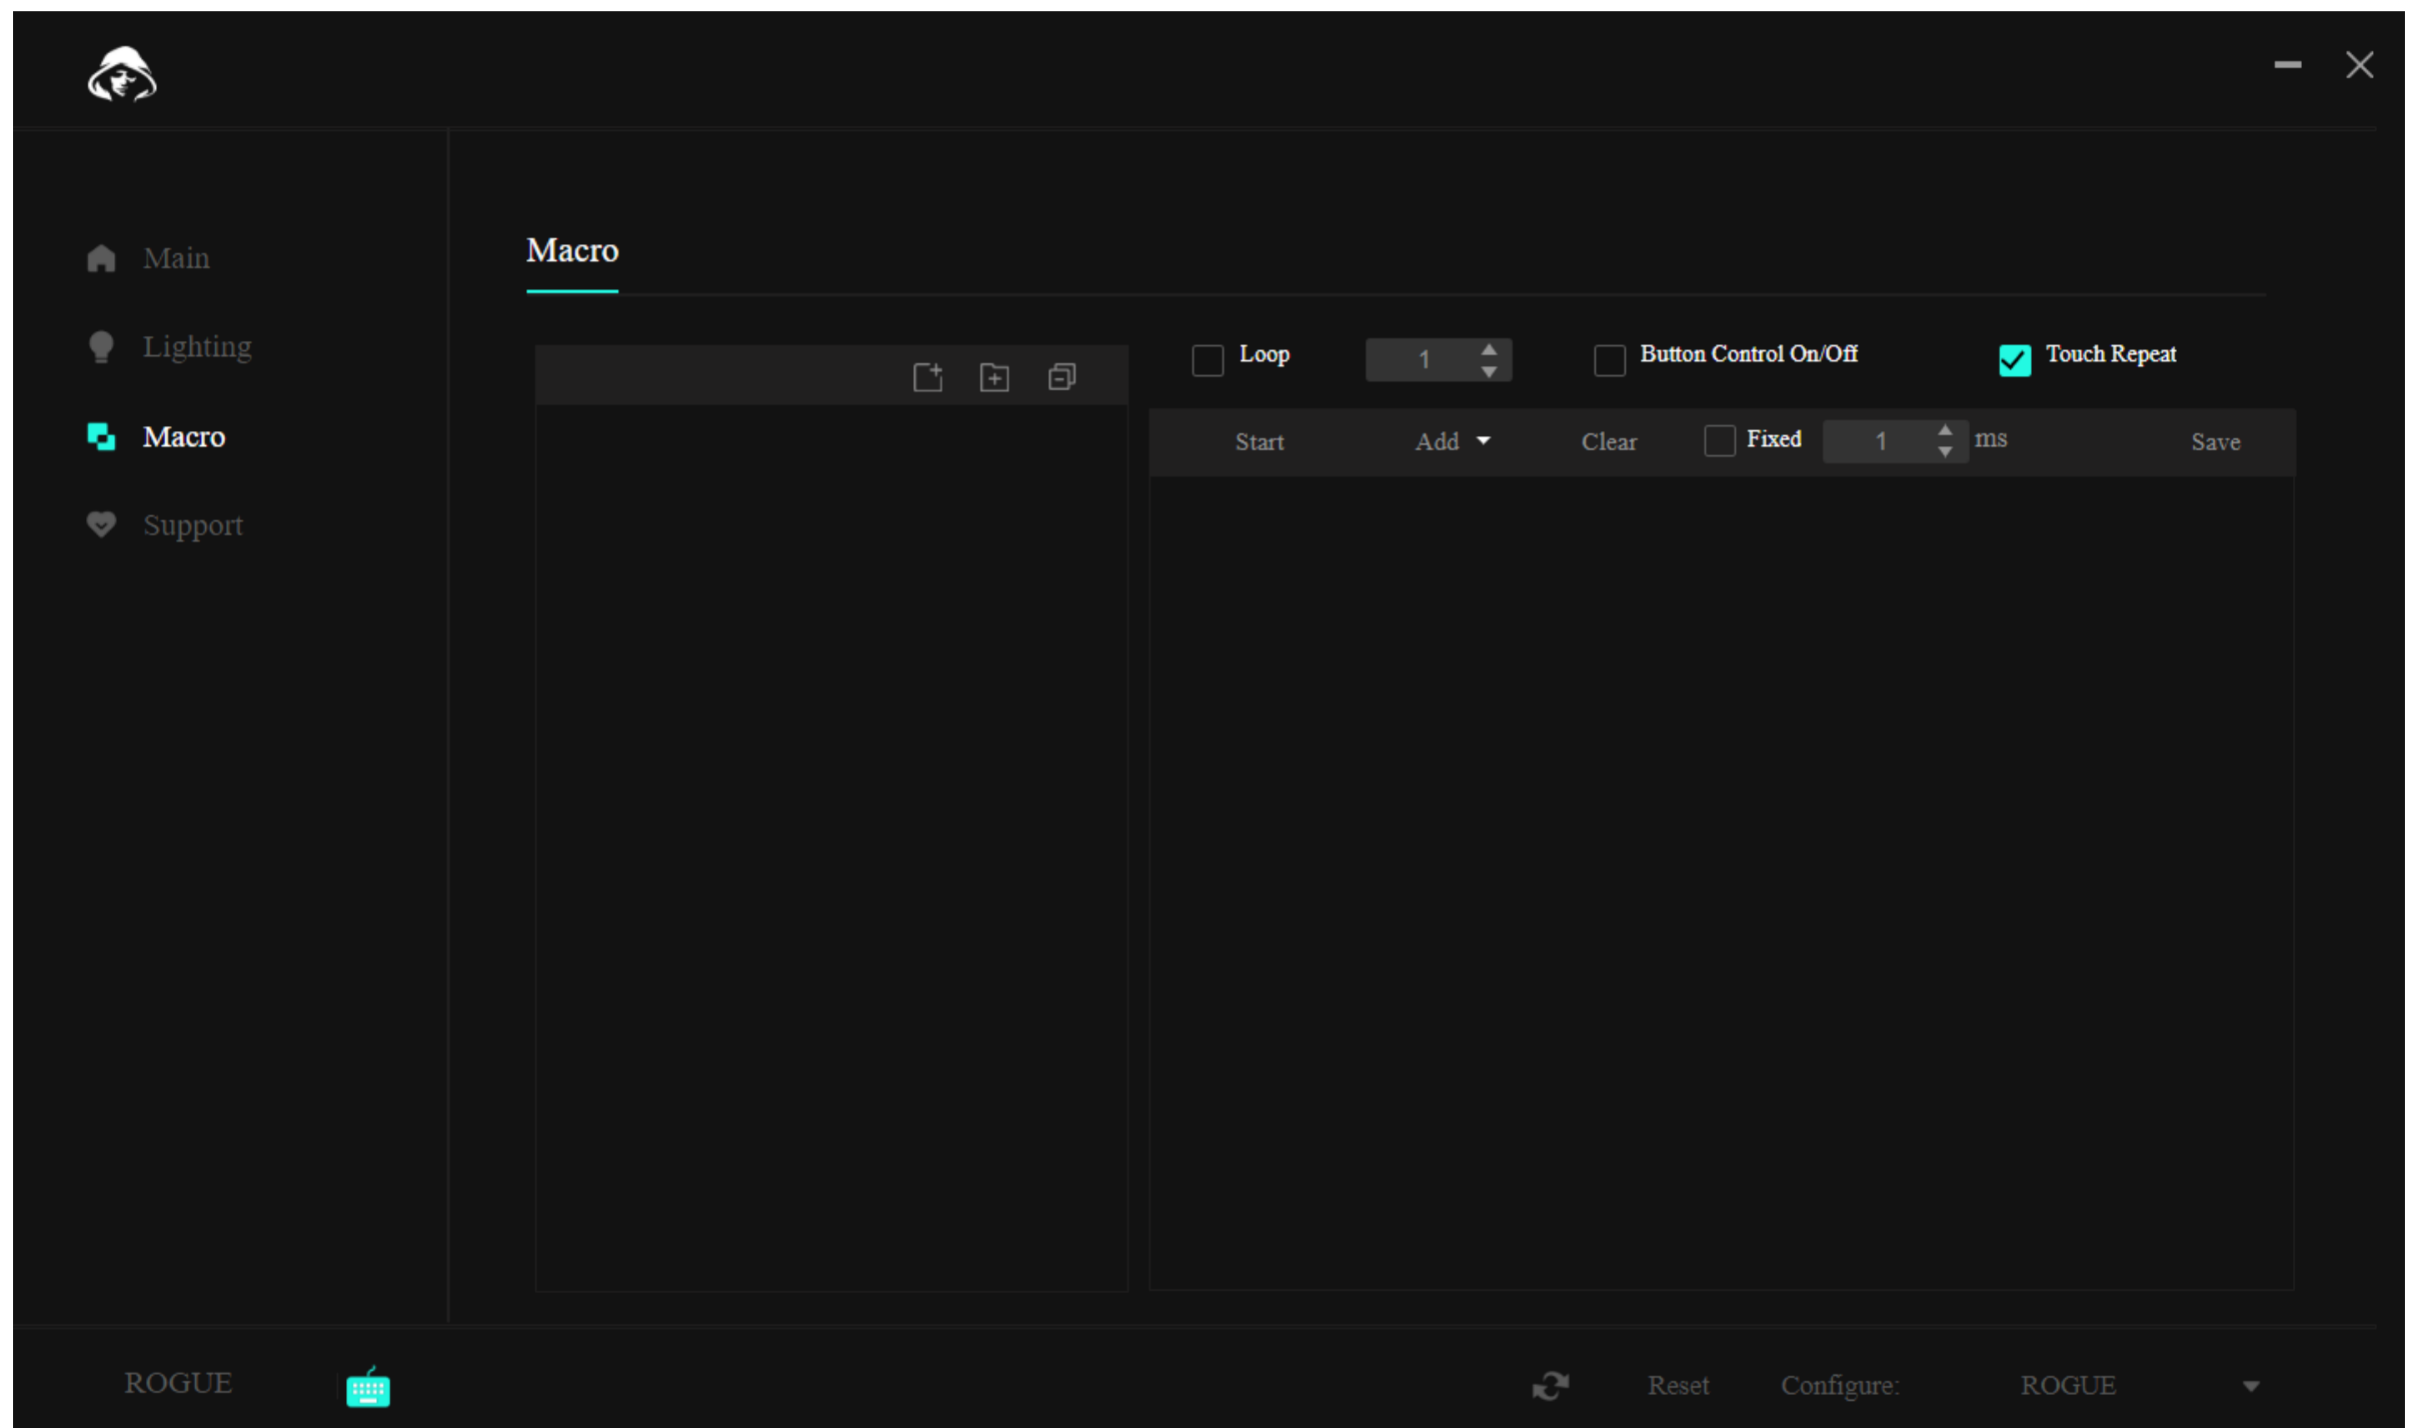 Main
Lighting
Macro
Support
Macro
Loop 1 Button Control On/Off Touch Repeat
Start Add Clear Fixed 1 ms Save
ROGUE Reset Configure: ROGUE